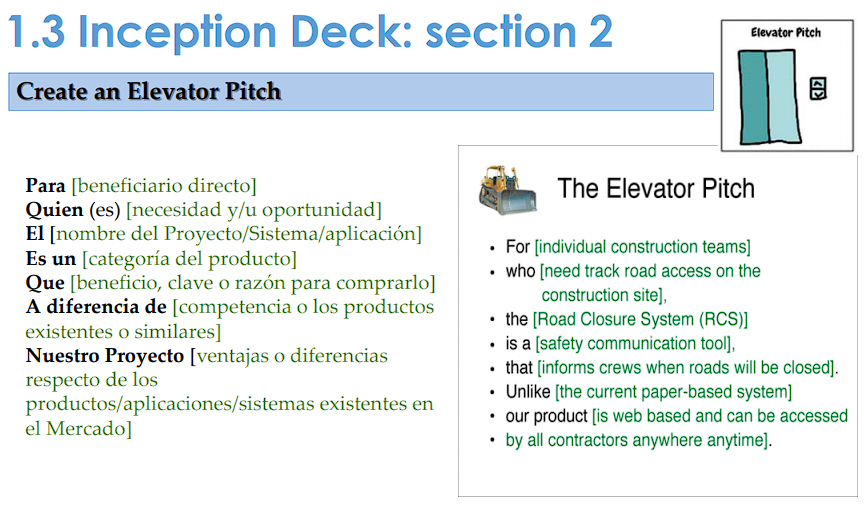 1.3 Inception Deck: section 2
Elevator Pitch
Create an Elevator Pitch
Para [beneficiario directo]
Quien (es) [necesidad y/u oportunidad]
El [nombre del Proyecto/Sistema/aplicación]
Es un [categoría del producto]
Que [beneficio, clave o razón para comprarlo]
A diferencia de [competencia o los productos
existentes o similares]
Nuestro Proyecto [ventajas o diferencias
respecto de los
productos/aplicaciones/sistemas existentes en
el Mercado]
The Elevator Pitch
• For [individual construction teams]
• who [need track road access on the
construction site],
• the [Road Closure System (RCS)]
• is a [safety communication tool],
• that [informs crews when roads will be closed].
• Unlike [the current paper-based system]
• our product [is web based and can be accessed
• by all contractors anywhere anytime].